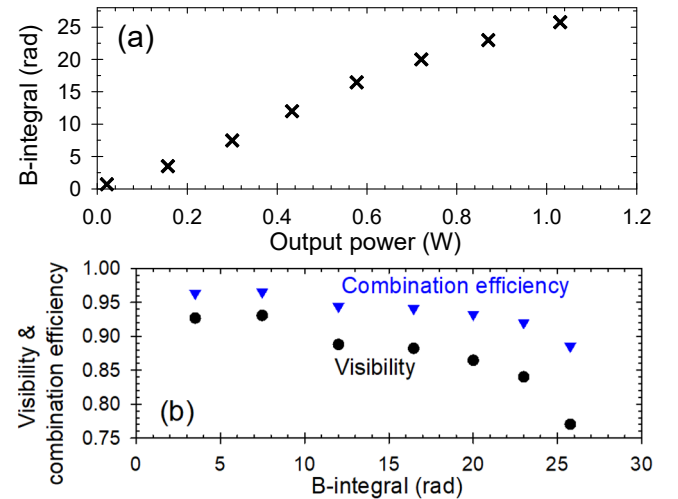 (a)
B-integral (rad)
25
20
15
10
5
0
0.0 0.2 0.4 0.6 0.8 1.0 1.2
Output power (W)
Visibility &
combination efficiency
1.00
0.95
0.90
0.85
0.80
0.75
Combination efficiency
Visibility
(b)
0 5 10 15 20 25 30
B-integral (rad)